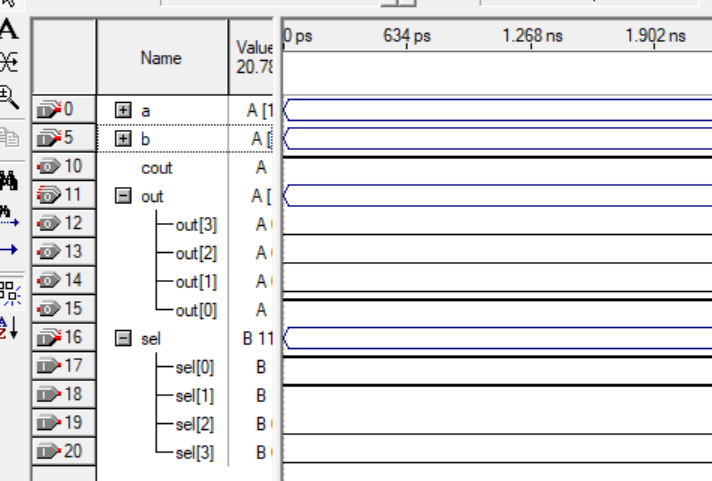 Name
Value
20.78
0 ps
634 ps
1.268 ns
1.902 ns
0 a A [1
5 b A [
10 cout A
11 out A [
12 out[3] A
13 out[2] A
14 out[1] A
15 out[0] A
16 sel B 11
17 sel[0] B
18 sel[1] B
19 sel[2] B
20 sel[3] B
A
A
Z